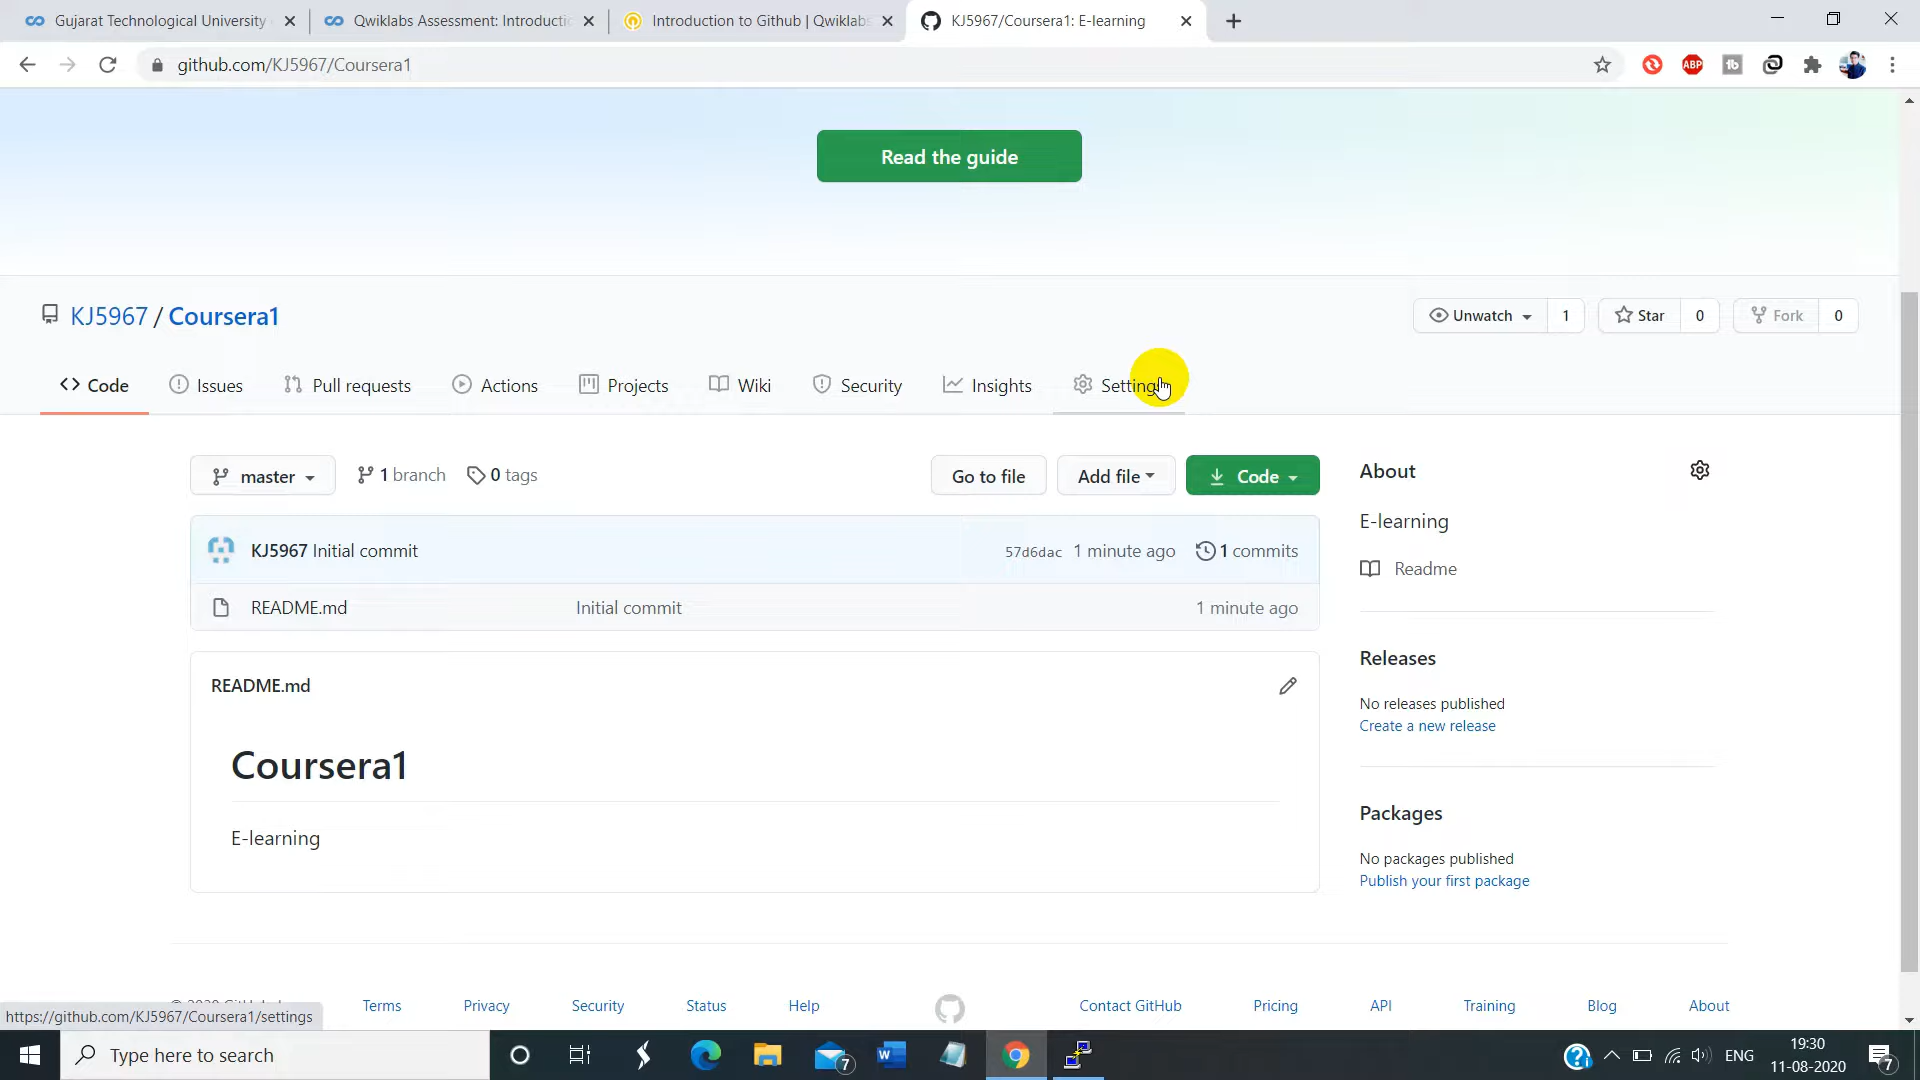 Gujarat Technological University
Qwiklabs Assessment: Introductio
Introduction to Github | Qwiklabs
KJ5967/Coursera1: E-learning
github.com/KJ5967/Coursera1
ABP
Read the guide
KJ5967 / Coursera1
Unwatch 1
Star 0
Fork 0
Code
Issues
Pull requests
Actions
Projects
Wiki
Security
Insights
Settings
master
1 branch
0 tags
Go to file
Add file
Code
About
E-learning
Readme
KJ5967 Initial commit
57d6dac 1 minute ago
1 commits
README.md
Initial commit
1 minute ago
README.md
Coursera1
E-learning
Releases
No releases published
Create a new release
Packages
No packages published
Publish your first package
Terms
Privacy
Security
Status
Help
Contact GitHub
Pricing
API
Training
Blog
About
https://github.com/KJ5967/Coursera1/settings
Type here to search
7
ENG
19:30
11-08-2020
7